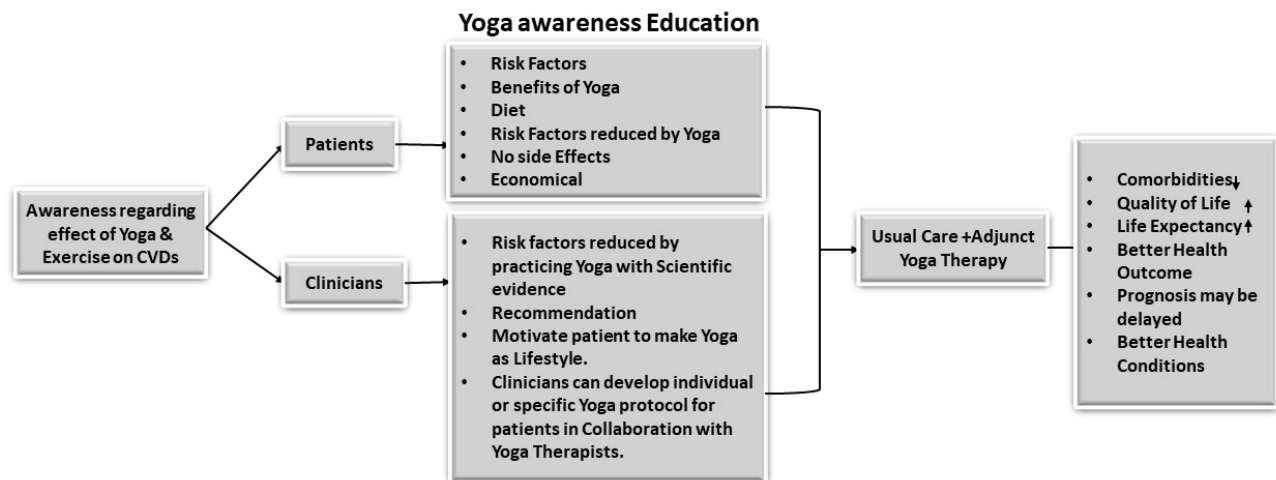 Yoga awareness Education
Awareness regarding
effect of Yoga &
Exercise on CVDs
Patients
• Risk Factors
• Benefits of Yoga
• Diet
• Risk Factors reduced by Yoga
• No side Effects
• Economical
Clinicians
• Risk factors reduced by
practicing Yoga with Scientific
evidence
• Recommendation
• Motivate patient to make Yoga
as Lifestyle.
• Clinicians can develop individual
or specific Yoga protocol for
patients in Collaboration with
Yoga Therapists.
Usual Care +Adjunct
Yoga Therapy
• Comorbidities↓
• Quality of Life ↑
• Life Expectancy↑
• Better Health
Outcome
• Prognosis may be
delayed
• Better Health
Conditions